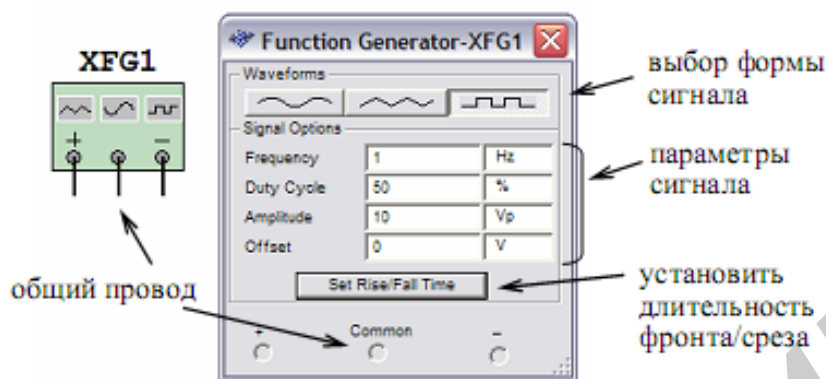 XFG1
+
−
общий провод
Function Generator-XFG1
Waveforms
Signal Options
Frequency 1 Hz
Duty Cycle 50 %
Amplitude 10 Vp
Offset 0 V
Set Rise/Fall Time
+ Common −
выбор формы
сигнала
параметры
сигнала
установить
длительность
фронта/среза